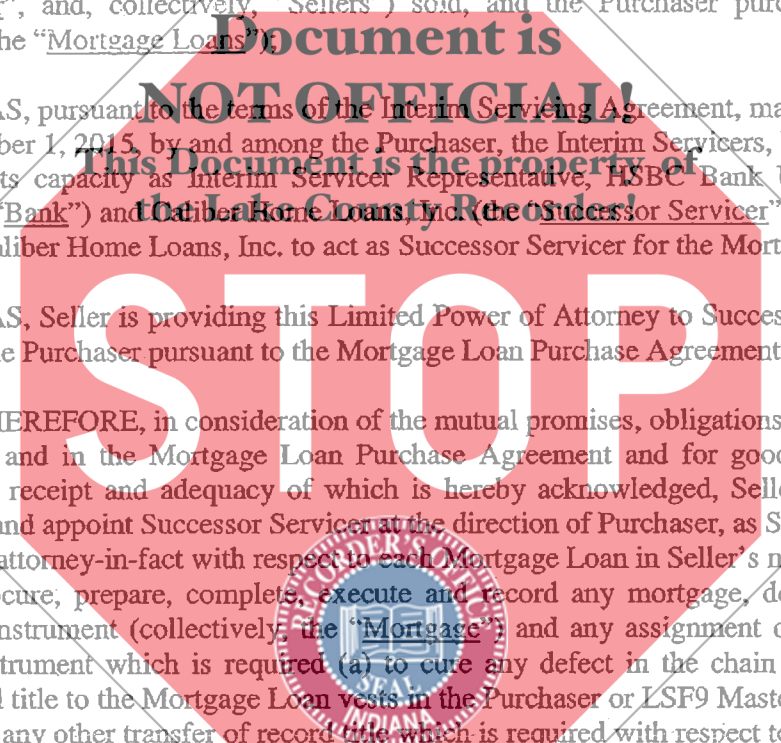 ", and, collectively, "Sellers") sold, and the Purchaser purc
he "Mortgage Loans");
Document is
NOT OFFICIAL!
AS, pursuant to the terms of the Interim Servicing Agreement, ma
ber 1, 2015, by and among the Purchaser, the Interim Servicers,
This Document is the property of
ts capacity as Interim Servicer Representative, HSBC Bank U
"Bank") and Caliber Home Loans, Inc. (the "Successor Servicer"
the Lake County Recorder!
aliber Home Loans, Inc. to act as Successor Servicer for the Mort
AS, Seller is providing this Limited Power of Attorney to Succes
e Purchaser pursuant to the Mortgage Loan Purchase Agreement
STOP
HEREFORE, in consideration of the mutual promises, obligations
and in the Mortgage Loan Purchase Agreement and for good
receipt and adequacy of which is hereby acknowledged, Selle
and appoint Successor Servicer at the direction of Purchaser, as S
attorney-in-fact with respect to each Mortgage Loan in Seller's n
cure, prepare, complete, execute and record any mortgage, de
nstrument (collectively, the "Mortgage") and any assignment o
trument which is required (a) to cure any defect in the chain
l title to the Mortgage Loan vests in the Purchaser or LSF9 Maste
any other transfer of record title which is required with respect t
RECORDER'S OFFICE
SEAL
INDIANA